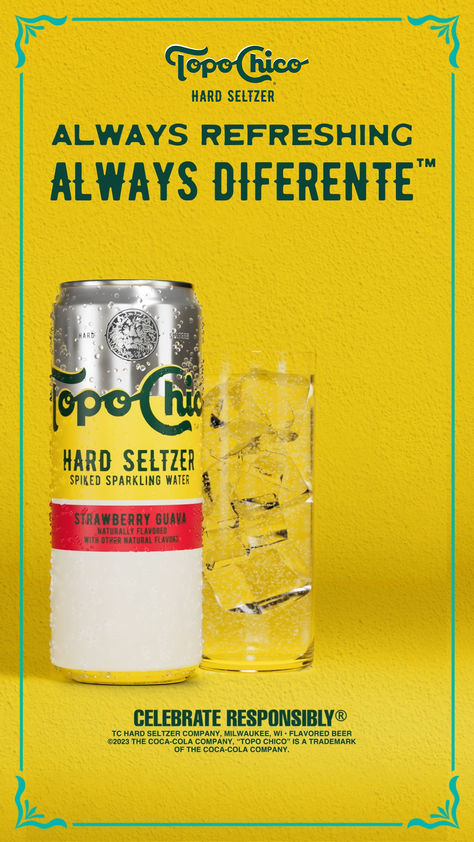 Topo Chico
HARD SELTZER
ALWAYS REFRESHING
ALWAYS DIFERENTE™
HARD SELTZER
Topo Chico
HARD SELTZER
SPIKED SPARKLING WATER
STRAWBERRY GUAVA
NATURALLY FLAVORED
WITH OTHER NATURAL FLAVORS
CELEBRATE RESPONSIBLY®
TC HARD SELTZER COMPANY, MILWAUKEE, WI • FLAVORED BEER
©2023 THE COCA-COLA COMPANY, “TOPO CHICO” IS A TRADEMARK
OF THE COCA-COLA COMPANY.